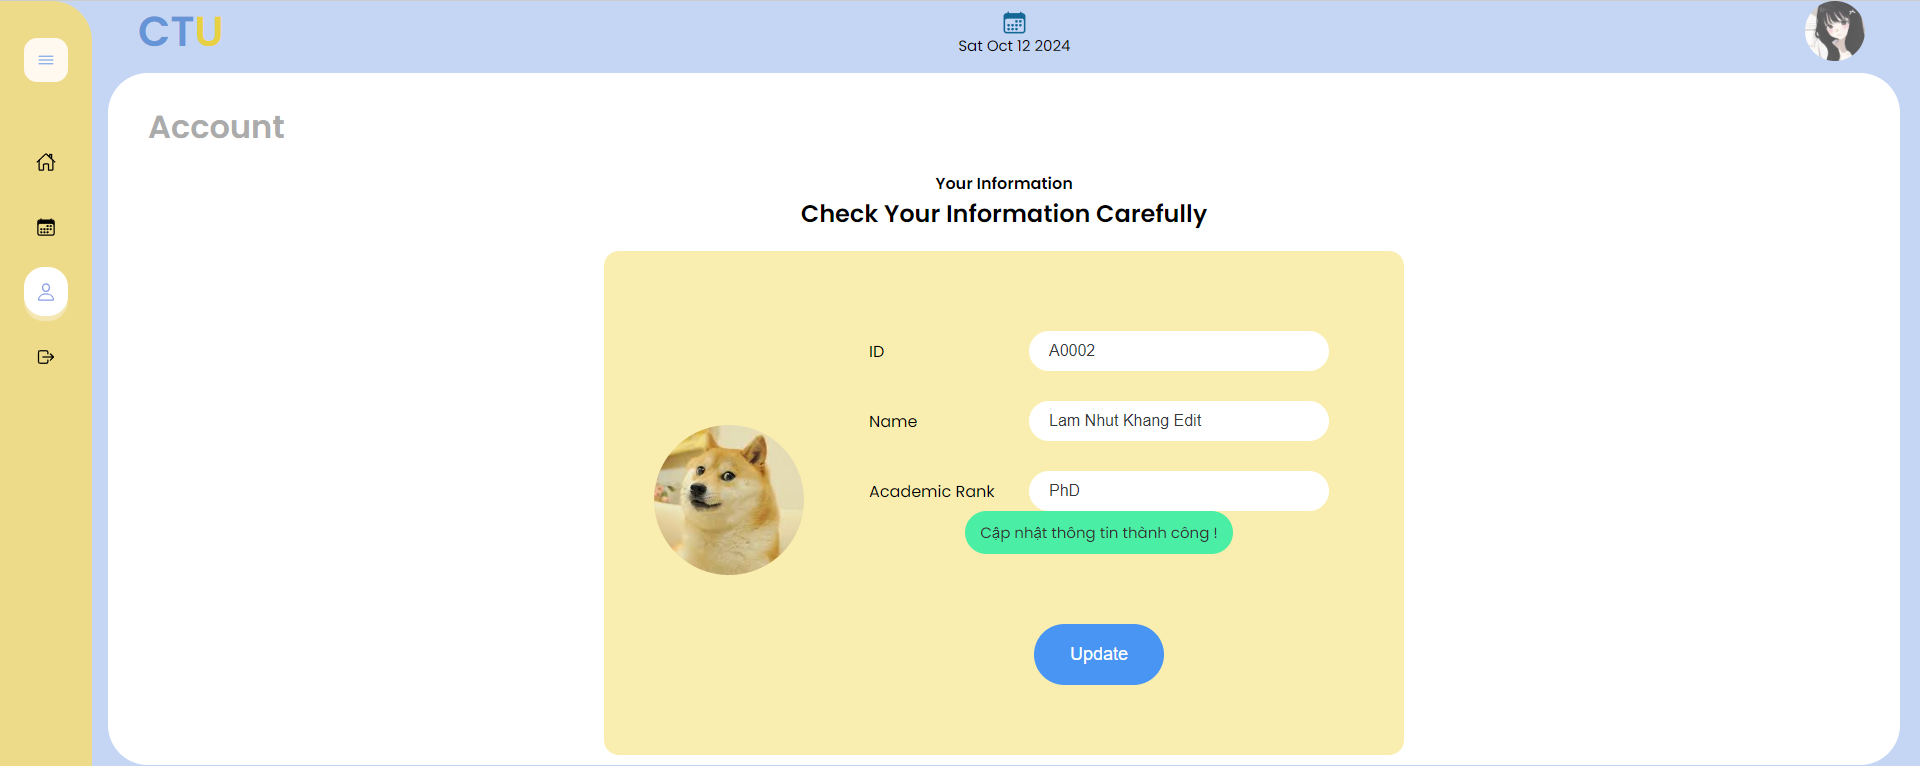 CTU
Sat Oct 12 2024
Account
Your Information
Check Your Information Carefully
ID
A0002
Name
Lam Nhut Khang Edit
Academic Rank
PhD
Cập nhật thông tin thành công !
Update